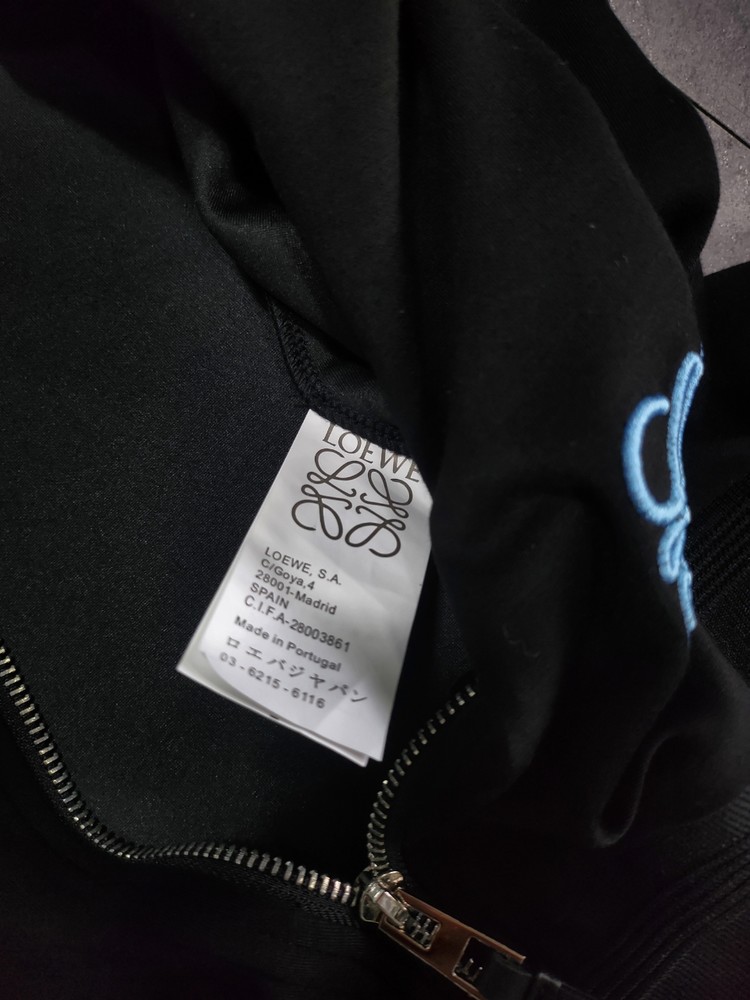 LOEWE
LOEWE, S.A.
C/Goya,4
28001-Madrid
SPAIN
C.I.F.A-28003861
Made in Portugal
ロエバジャパン
03-6215-6116